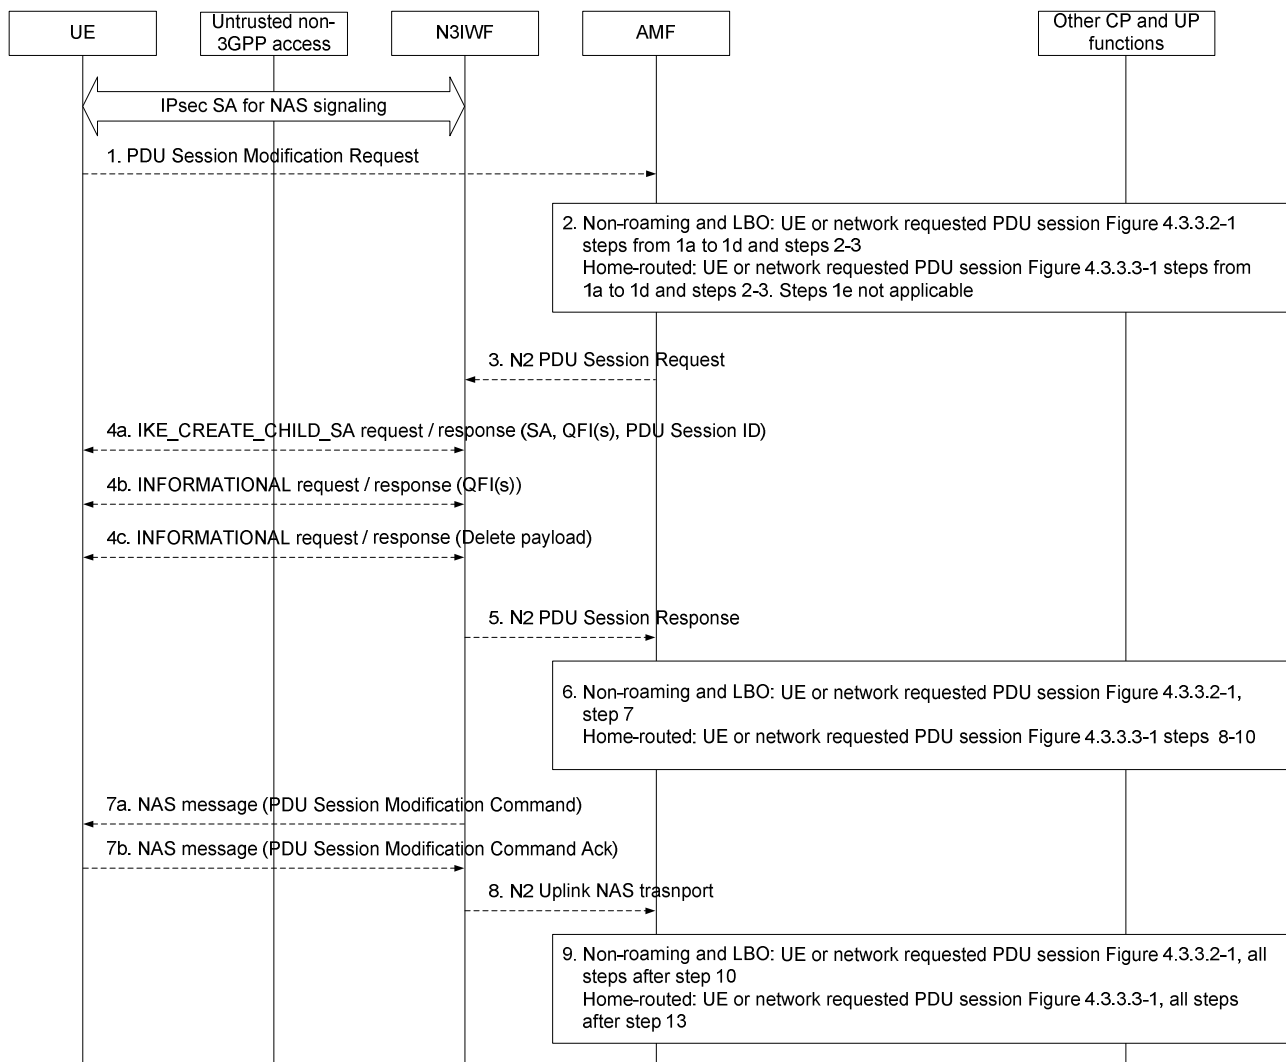 UE
Untrusted non-
3GPP access
N3IWF
AMF
Other CP and UP
functions
IPsec SA for NAS signaling
1. PDU Session Modification Request
2. Non-roaming and LBO: UE or network requested PDU session Figure 4.3.3.2-1
steps from 1a to 1d and steps 2-3
Home-routed: UE or network requested PDU session Figure 4.3.3.3-1 steps from
1a to 1d and steps 2-3. Steps 1e not applicable
3. N2 PDU Session Request
4a. IKE_CREATE_CHILD_SA request / response (SA, QFI(s), PDU Session ID)
4b. INFORMATIONAL request / response (QFI(s))
4c. INFORMATIONAL request / response (Delete payload)
5. N2 PDU Session Response
6. Non-roaming and LBO: UE or network requested PDU session Figure 4.3.3.2-1,
step 7
Home-routed: UE or network requested PDU session Figure 4.3.3.3-1 steps 8-10
7a. NAS message (PDU Session Modification Command)
7b. NAS message (PDU Session Modification Command Ack)
8. N2 Uplink NAS trasnport
9. Non-roaming and LBO: UE or network requested PDU session Figure 4.3.3.2-1, all
steps after step 10
Home-routed: UE or network requested PDU session Figure 4.3.3.3-1, all steps
after step 13